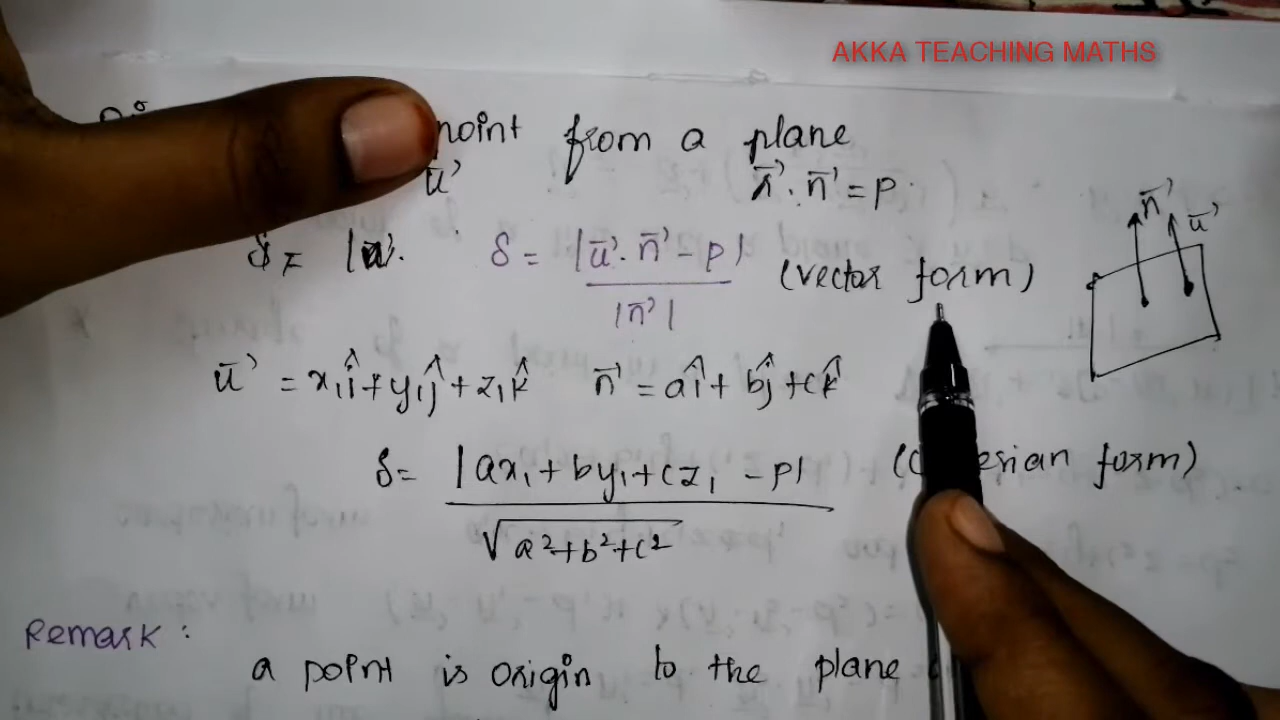 AKKA TEACHING MATHS
point from a plane
u⃗ r⃗ . n⃗ = p
δ = |u⃗ . δ = |u⃗ . n⃗ - p| / |n⃗| (vector form)
n⃗ u⃗
u⃗ = x₁î + y₁ĵ + z₁k̂ n⃗ = aî + bĵ + ck̂
δ = |ax₁ + by₁ + cz₁ - p| / √a² + b² + c² form)
Remark :
a point is origin to the plane